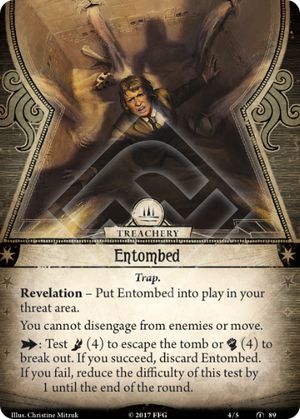 TREACHERY
Entombed
Trap.
Revelation – Put Entombed into play in your
threat area.
You cannot disengage from enemies or move.
: Test (4) to escape the tomb or (4) to
break out. If you succeed, discard Entombed.
If you fail, reduce the difficulty of this test by
1 until the end of the round.
Illus. Christine Mitzuk © 2017 FFG 4/5 89